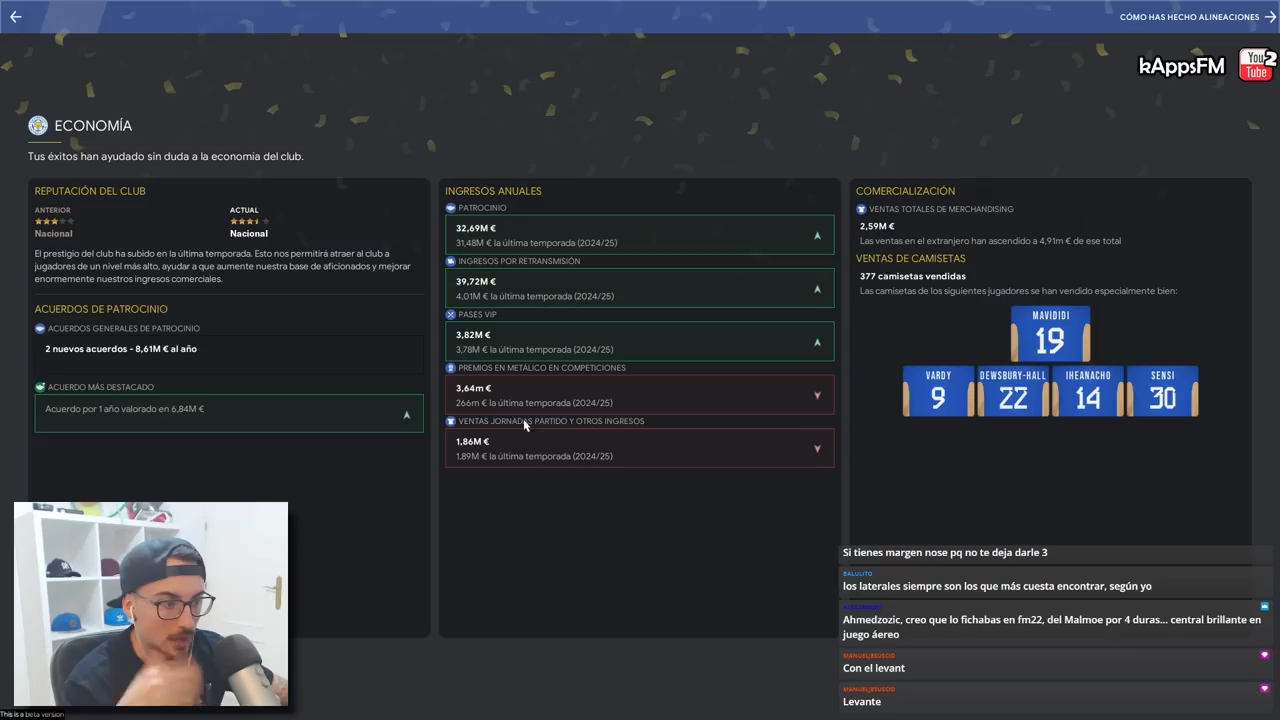 CÓMO HAS HECHO ALINEACIONES
kAppsFM
You2
Tube
ECONOMÍA
Tus éxitos han ayudado sin duda a la economía del club.
REPUTACIÓN DEL CLUB
ANTERIOR
ACTUAL
Nacional
Nacional
El prestigio del club ha subido en la última temporada. Esto nos permitirá atraer al club a
jugadores de un nivel más alto, ayudar a que aumente nuestra base de aficionados y mejorar
enormemente nuestros ingresos comerciales.
ACUERDOS DE PATROCINIO
ACUERDOS GENERALES DE PATROCINIO
2 nuevos acuerdos - 8,61M € al año
ACUERDO MÁS DESTACADO
Acuerdo por 1 año valorado en 6,84M €
INGRESOS ANUALES
PATROCINIO
32,69M €
31,48M € la última temporada (2024/25)
INGRESOS POR RETRANSMISIÓN
39,72M €
4,01M € la última temporada (2024/25)
PASES VIP
3,82M €
3,78M € la última temporada (2024/25)
PREMIOS EN METÁLICO EN COMPETICIONES
3,64m €
266m € la última temporada (2024/25)
VENTAS JORNADAS PARTIDO Y OTROS INGRESOS
1,86M €
1,89M € la última temporada (2024/25)
COMERCIALIZACIÓN
VENTAS TOTALES DE MERCHANDISING
2,59M €
Las ventas en el extranjero han ascendido a 4,91m € de ese total
VENTAS DE CAMISETAS
377 camisetas vendidas
Las camisetas de los siguientes jugadores se han vendido especialmente bien:
MAVIDIDI
19
VARDY
9
DEWSBURY-HALL
22
IHEANACHO
14
SENSI
30
Si tienes margen nose pq no te deja darle 3
BALULITO
los laterales siempre son los que más cuesta encontrar, según yo
Ahmedzozic, creo que lo fichabas en fm22, del Malmoe por 4 duras... central brillante en
juego áereo
MANUELJESUSCID
Con el levant
MANUELJESUSCID
Levante
This is a beta version